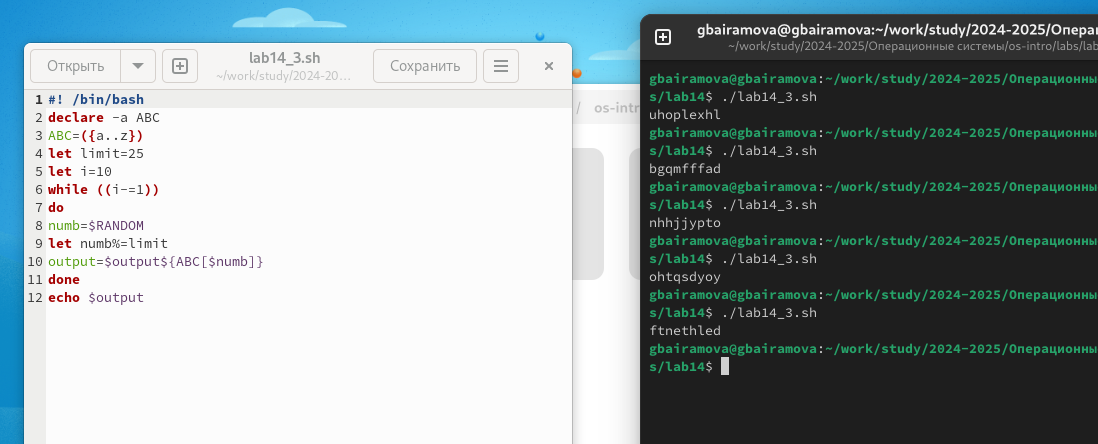 Открыть
lab14_3.sh
~/work/study/2024-20…
Сохранить
1 #! /bin/bash
2 declare -a ABC
3 ABC=({a..z})
4 let limit=25
5 let i=10
6 while ((i-=1))
7 do
8 numb=$RANDOM
9 let numb%=limit
10 output=$output${ABC[$numb]}
11 done
12 echo $output
/ os-intr
gbairamova@gbairamova:~/work/study/2024-2025/Опера
~/work/study/2024-2025/Операционные системы/os-intro/labs/lab
gbairamova@gbairamova:~/work/study/2024-2025/Операционны
s/lab14$ ./lab14_3.sh
uhoplexhl
gbairamova@gbairamova:~/work/study/2024-2025/Операционны
s/lab14$ ./lab14_3.sh
bgqmfffad
gbairamova@gbairamova:~/work/study/2024-2025/Операционны
s/lab14$ ./lab14_3.sh
nhhjjypto
gbairamova@gbairamova:~/work/study/2024-2025/Операционны
s/lab14$ ./lab14_3.sh
ohtqsdyoy
gbairamova@gbairamova:~/work/study/2024-2025/Операционны
s/lab14$ ./lab14_3.sh
ftnethled
gbairamova@gbairamova:~/work/study/2024-2025/Операционны
s/lab14$